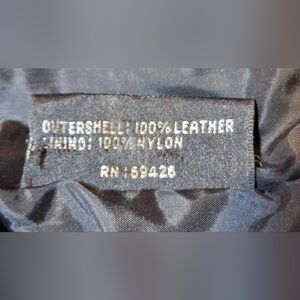 OUTERSHELL: 100% LEATHER
LINING: 100% NYLON
RN: 69426